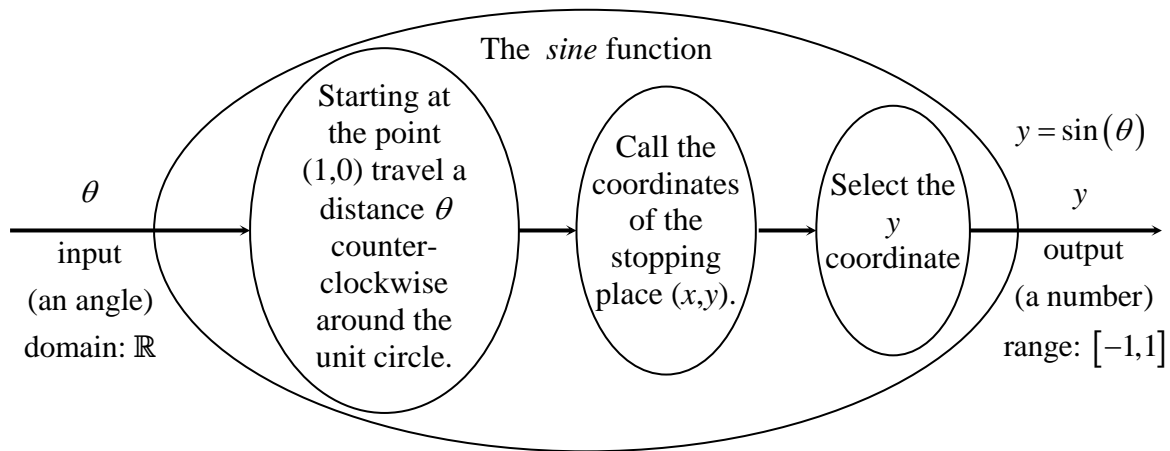 The sine function
θ
input
(an angle)
domain: ℝ
Starting at
the point
(1,0) travel a
distance θ
counter-
clockwise
around the
unit circle.
Call the
coordinates
of the
stopping
place (x,y).
Select the
y
coordinate
y = sin(θ)
y
output
(a number)
range: [−1,1]